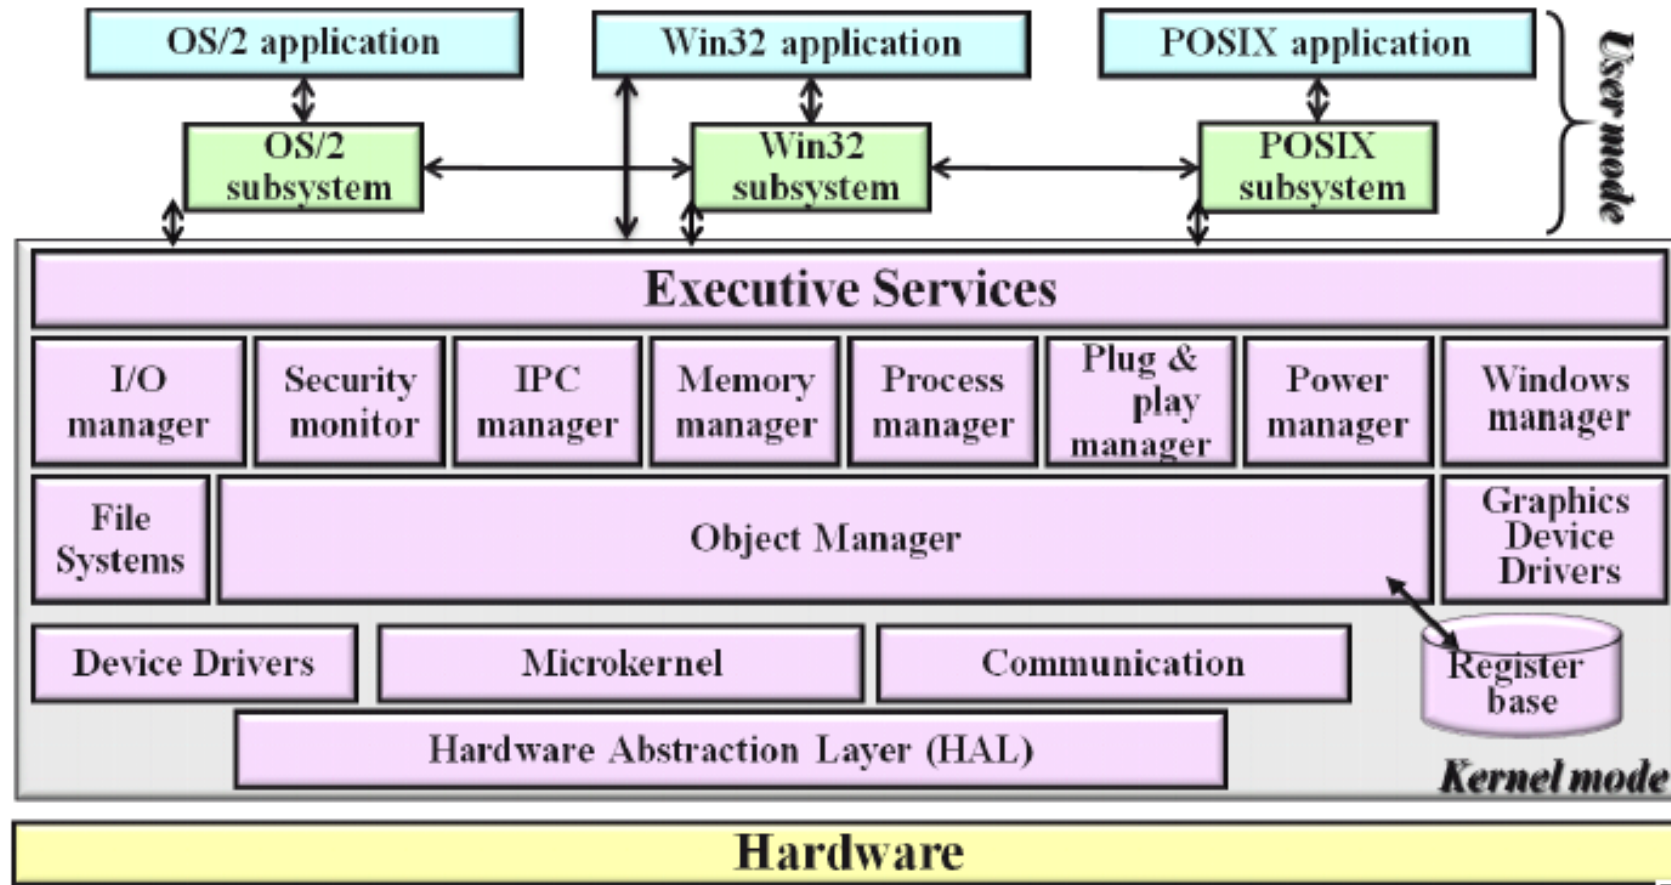 OS/2 application
Win32 application
POSIX application
User mode
OS/2
subsystem
Win32
subsystem
POSIX
subsystem
Executive Services
I/O
manager
Security
monitor
IPC
manager
Memory
manager
Process
manager
Plug &
play
manager
Power
manager
Windows
manager
File
Systems
Object Manager
Graphics
Device
Drivers
Device Drivers
Microkernel
Communication
Register
base
Hardware Abstraction Layer (HAL)
Kernel mode
Hardware